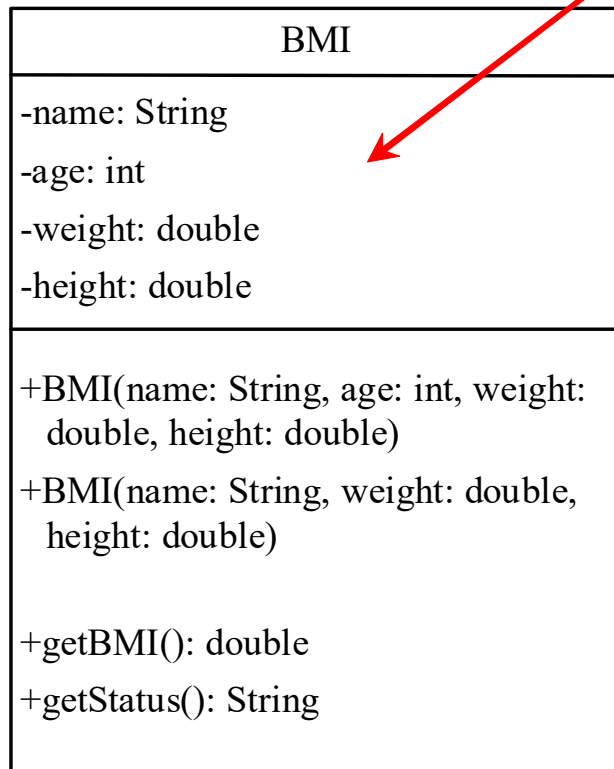 BMI
-name: String
-age: int
-weight: double
-height: double
+BMI(name: String, age: int, weight:
double, height: double)
+BMI(name: String, weight: double,
height: double)
+getBMI(): double
+getStatus(): String